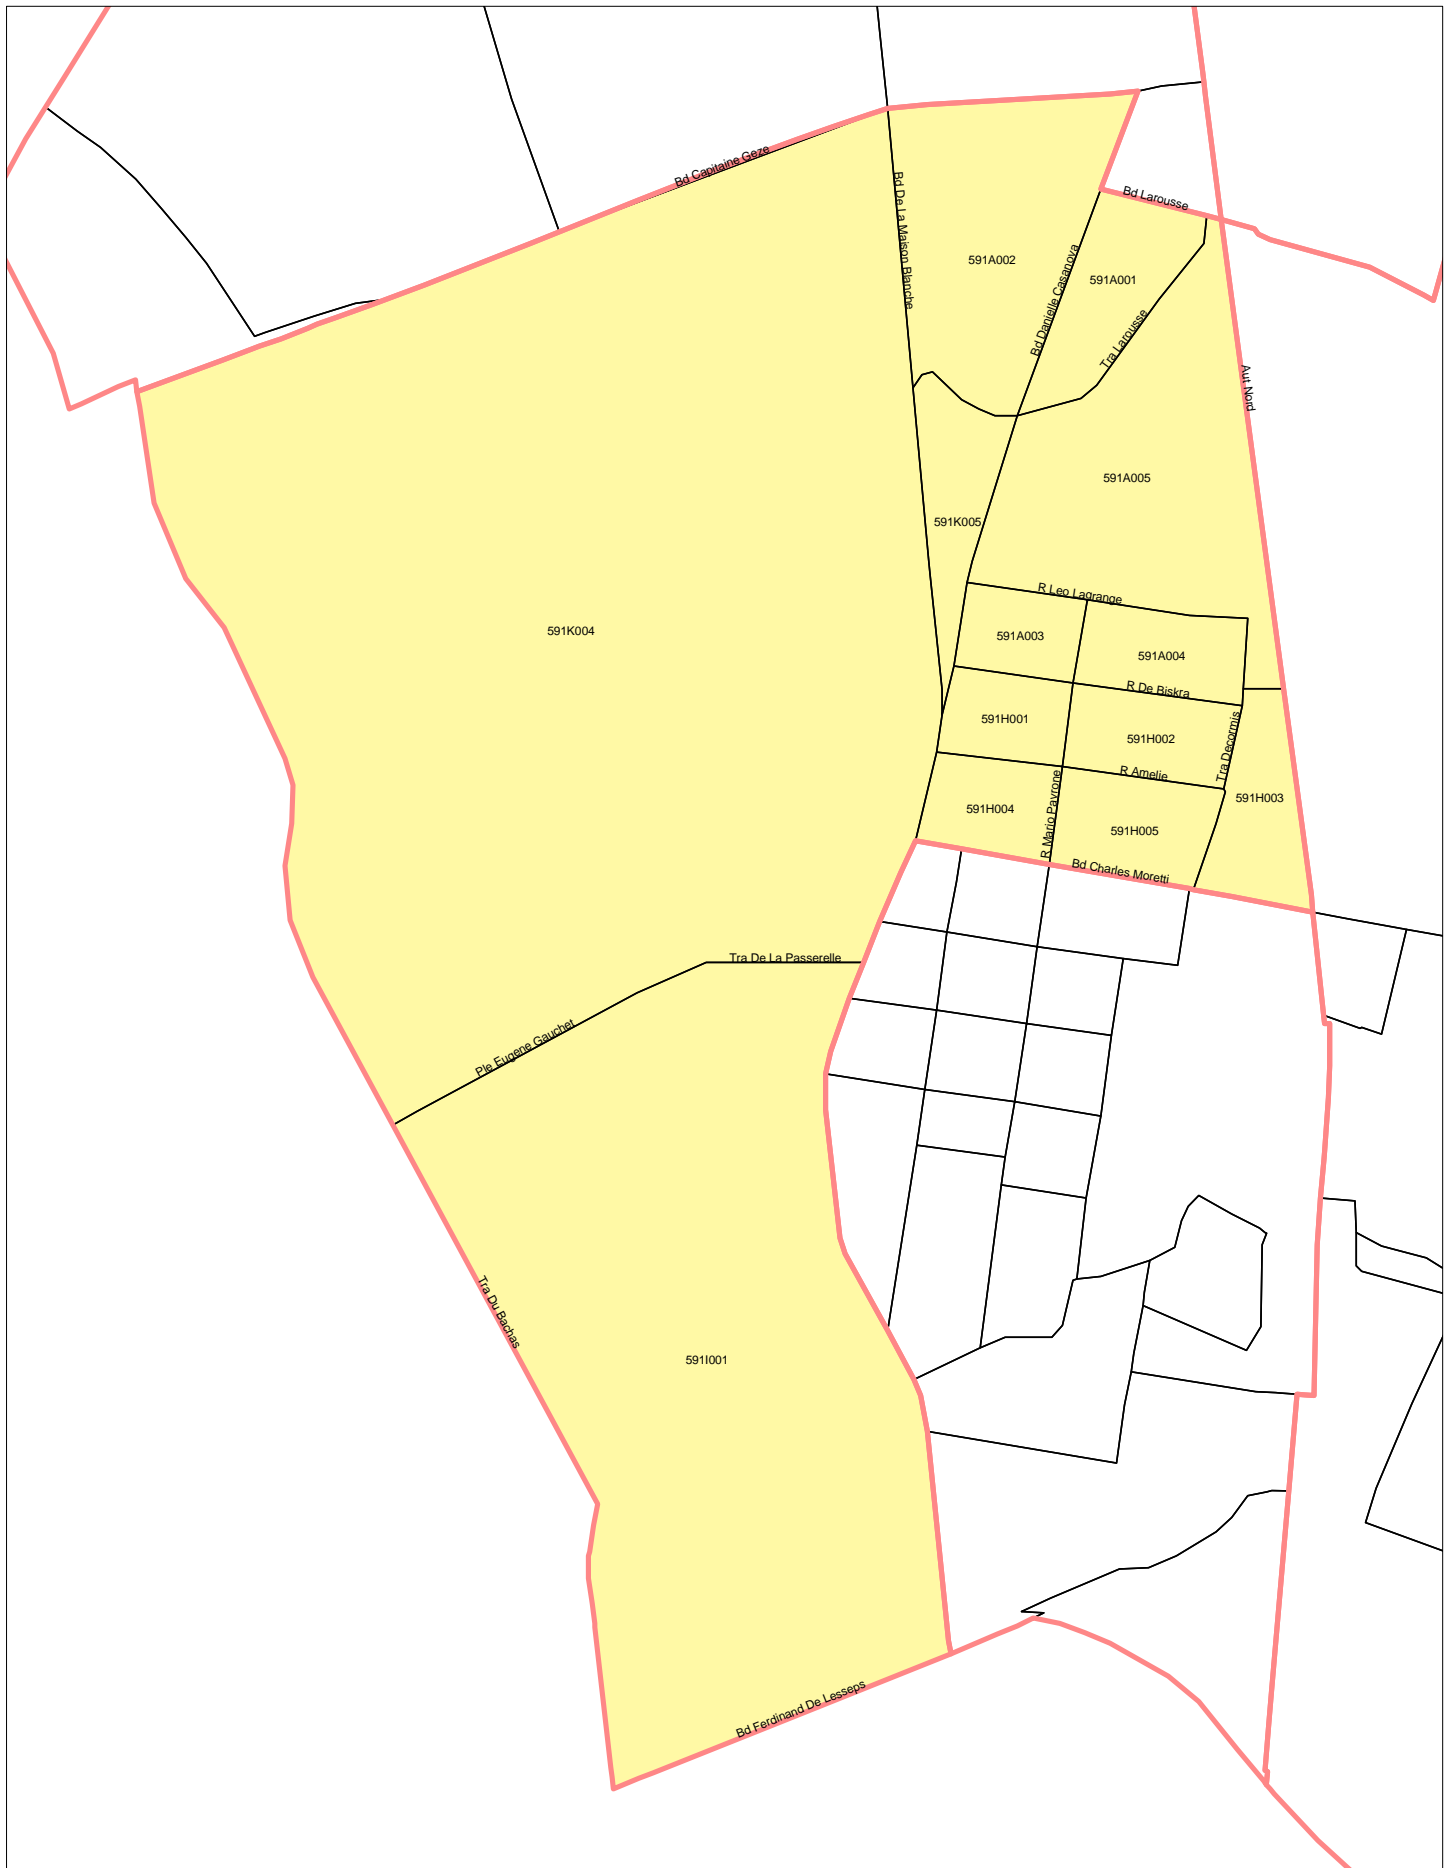 Bd Capitaine Geze
Bd De La Maison Blanche
Bd Larousse
591A002
Bd Danielle Casanova
591A001
Tra Larousse
Aut Nord
591A005
591K005
R Leo Lagrange
591K004
591A003
591A004
R De Biskra
591H001
591H002
Tra Decormis
R Amelie
591H003
591H004
R Mario Pavrone
591H005
Bd Charles Moretti
Tra De La Passerelle
Ple Eugene Gauchet
Tra Du Bachas
591I001
Bd Ferdinand De Lesseps